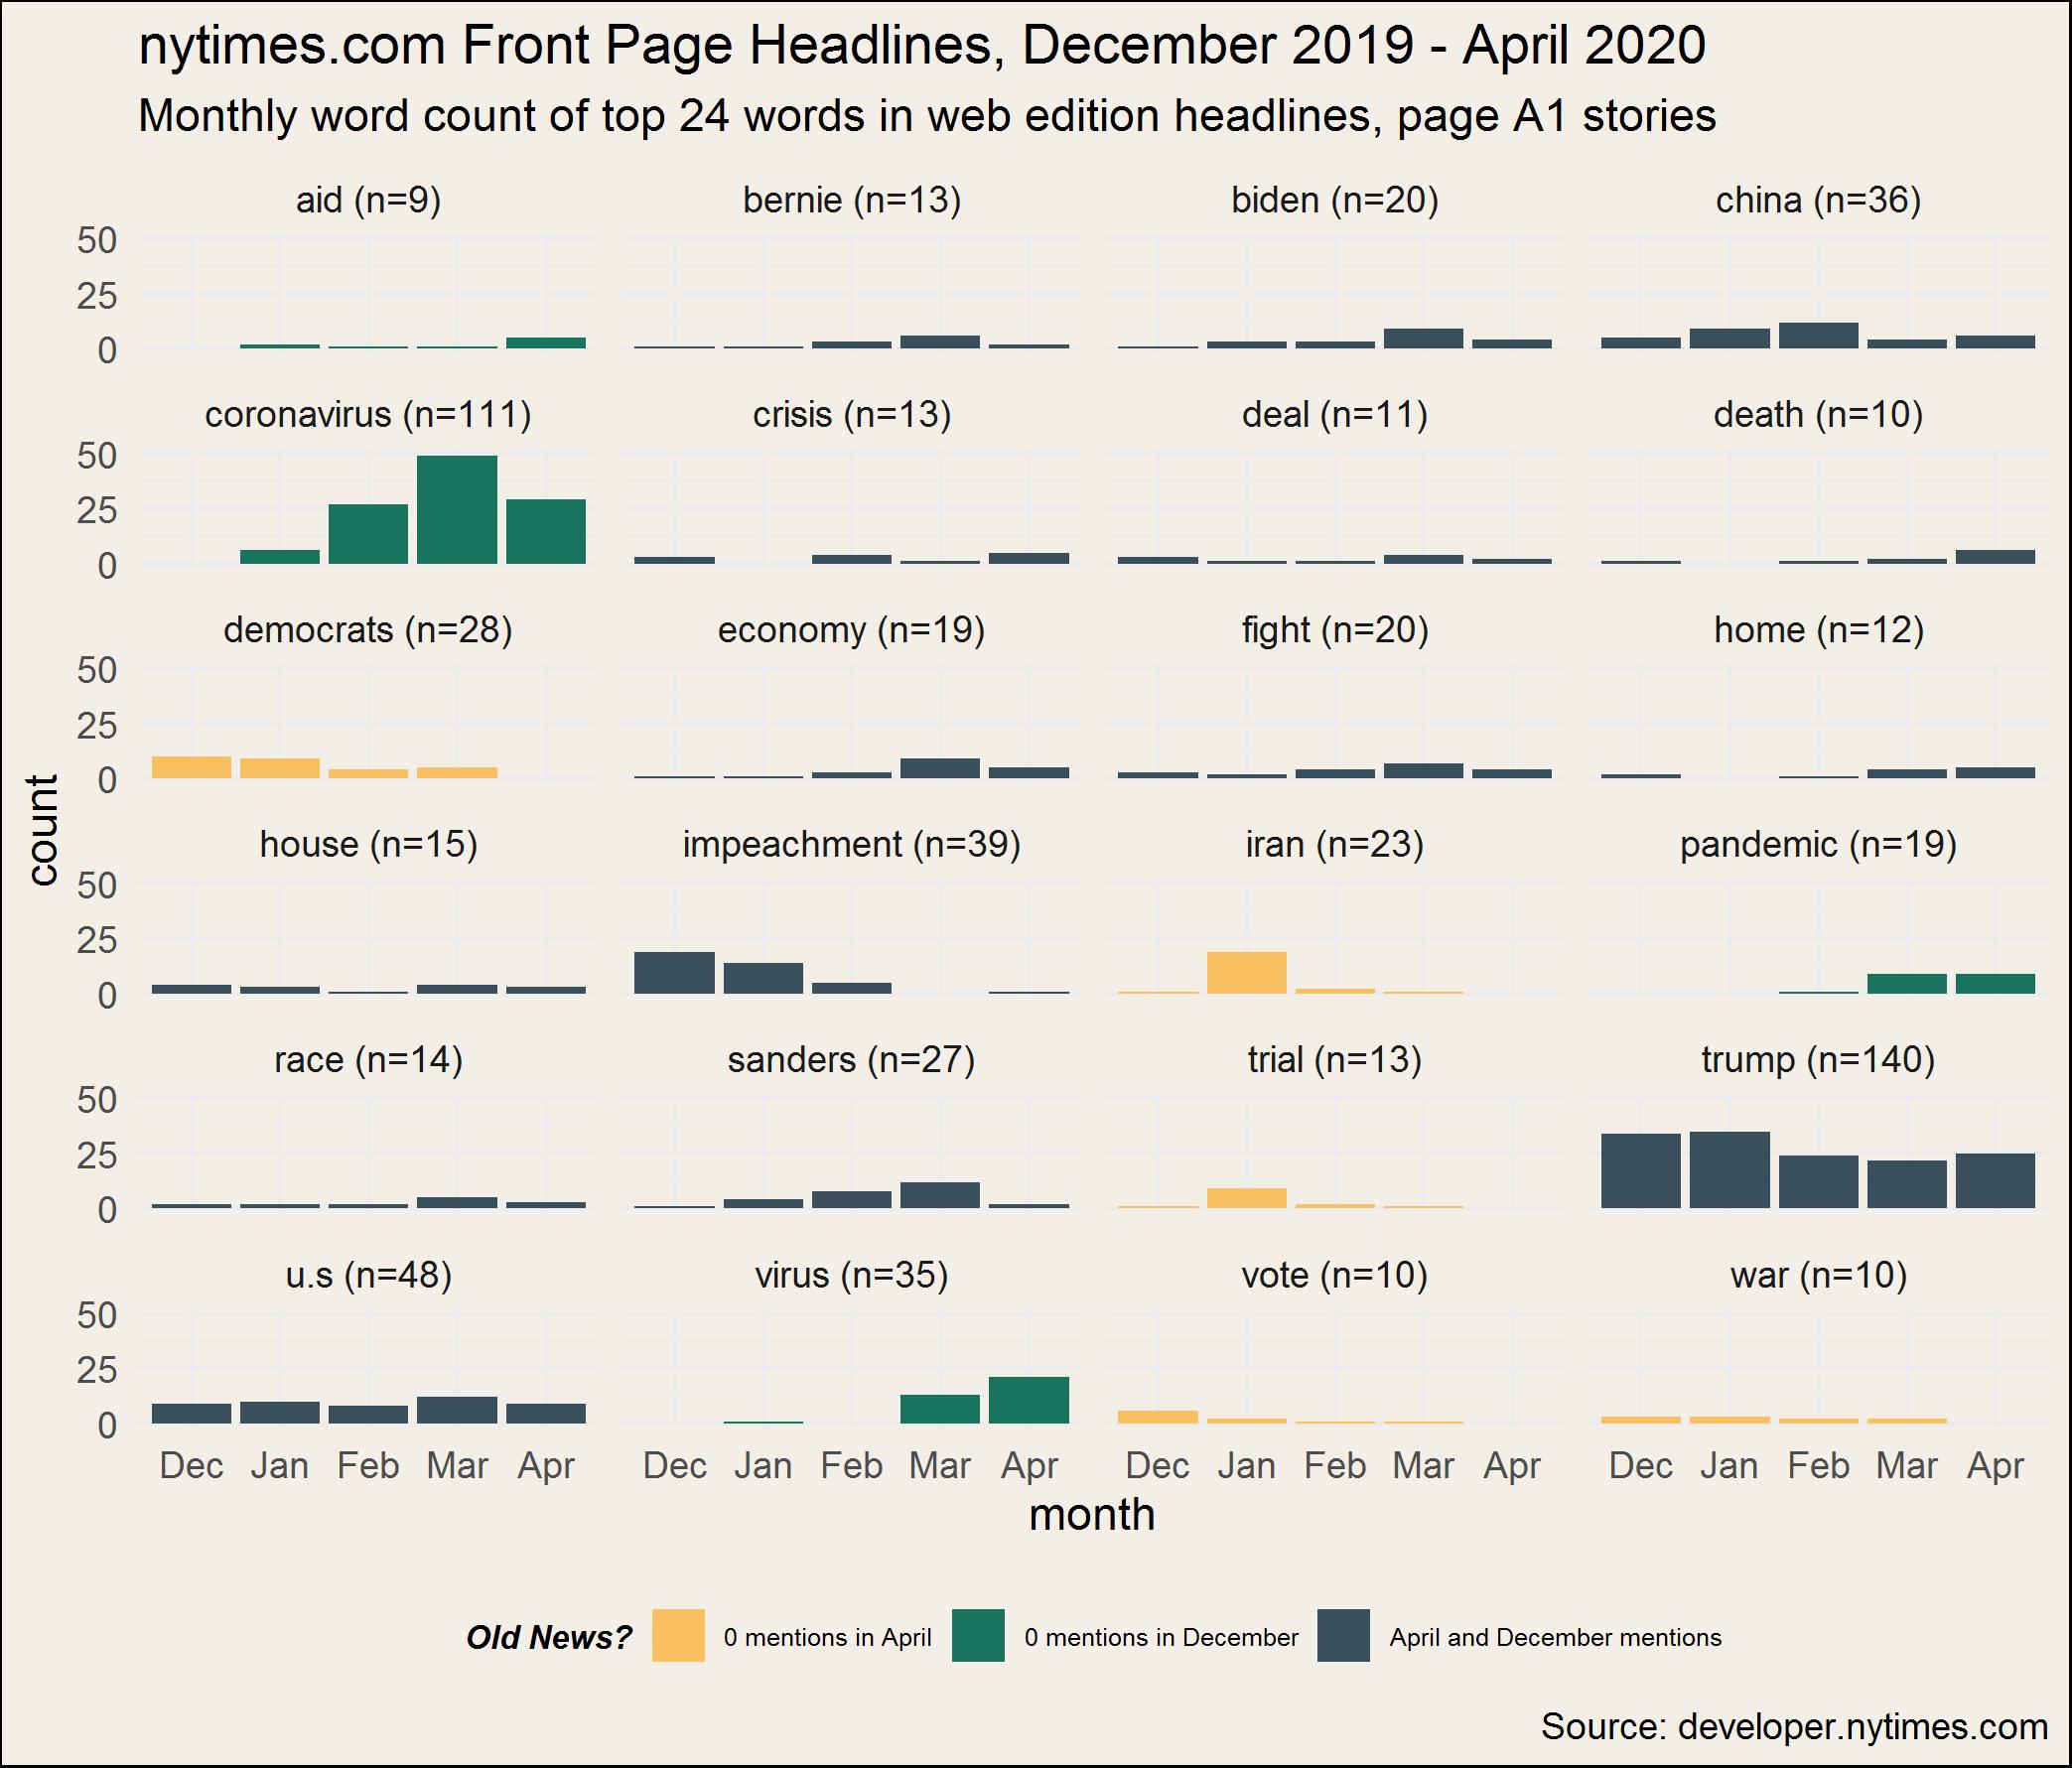 nytimes.com Front Page Headlines, December 2019 - April 2020
Monthly word count of top 24 words in web edition headlines, page A1 stories
aid (n=9) bernie (n=13) biden (n=20) china (n=36)
50
25
0
coronavirus (n=111) crisis (n=13) deal (n=11) death (n=10)
50
25
0
democrats (n=28) economy (n=19) fight (n=20) home (n=12)
50
25
0
count
house (n=15) impeachment (n=39) iran (n=23) pandemic (n=19)
50
25
0
race (n=14) sanders (n=27) trial (n=13) trump (n=140)
50
25
0
u.s (n=48) virus (n=35) vote (n=10) war (n=10)
50
25
0
Dec Jan Feb Mar Apr Dec Jan Feb Mar Apr Dec Jan Feb Mar Apr Dec Jan Feb Mar Apr
month
Old News? 0 mentions in April 0 mentions in December April and December mentions
Source: developer.nytimes.com